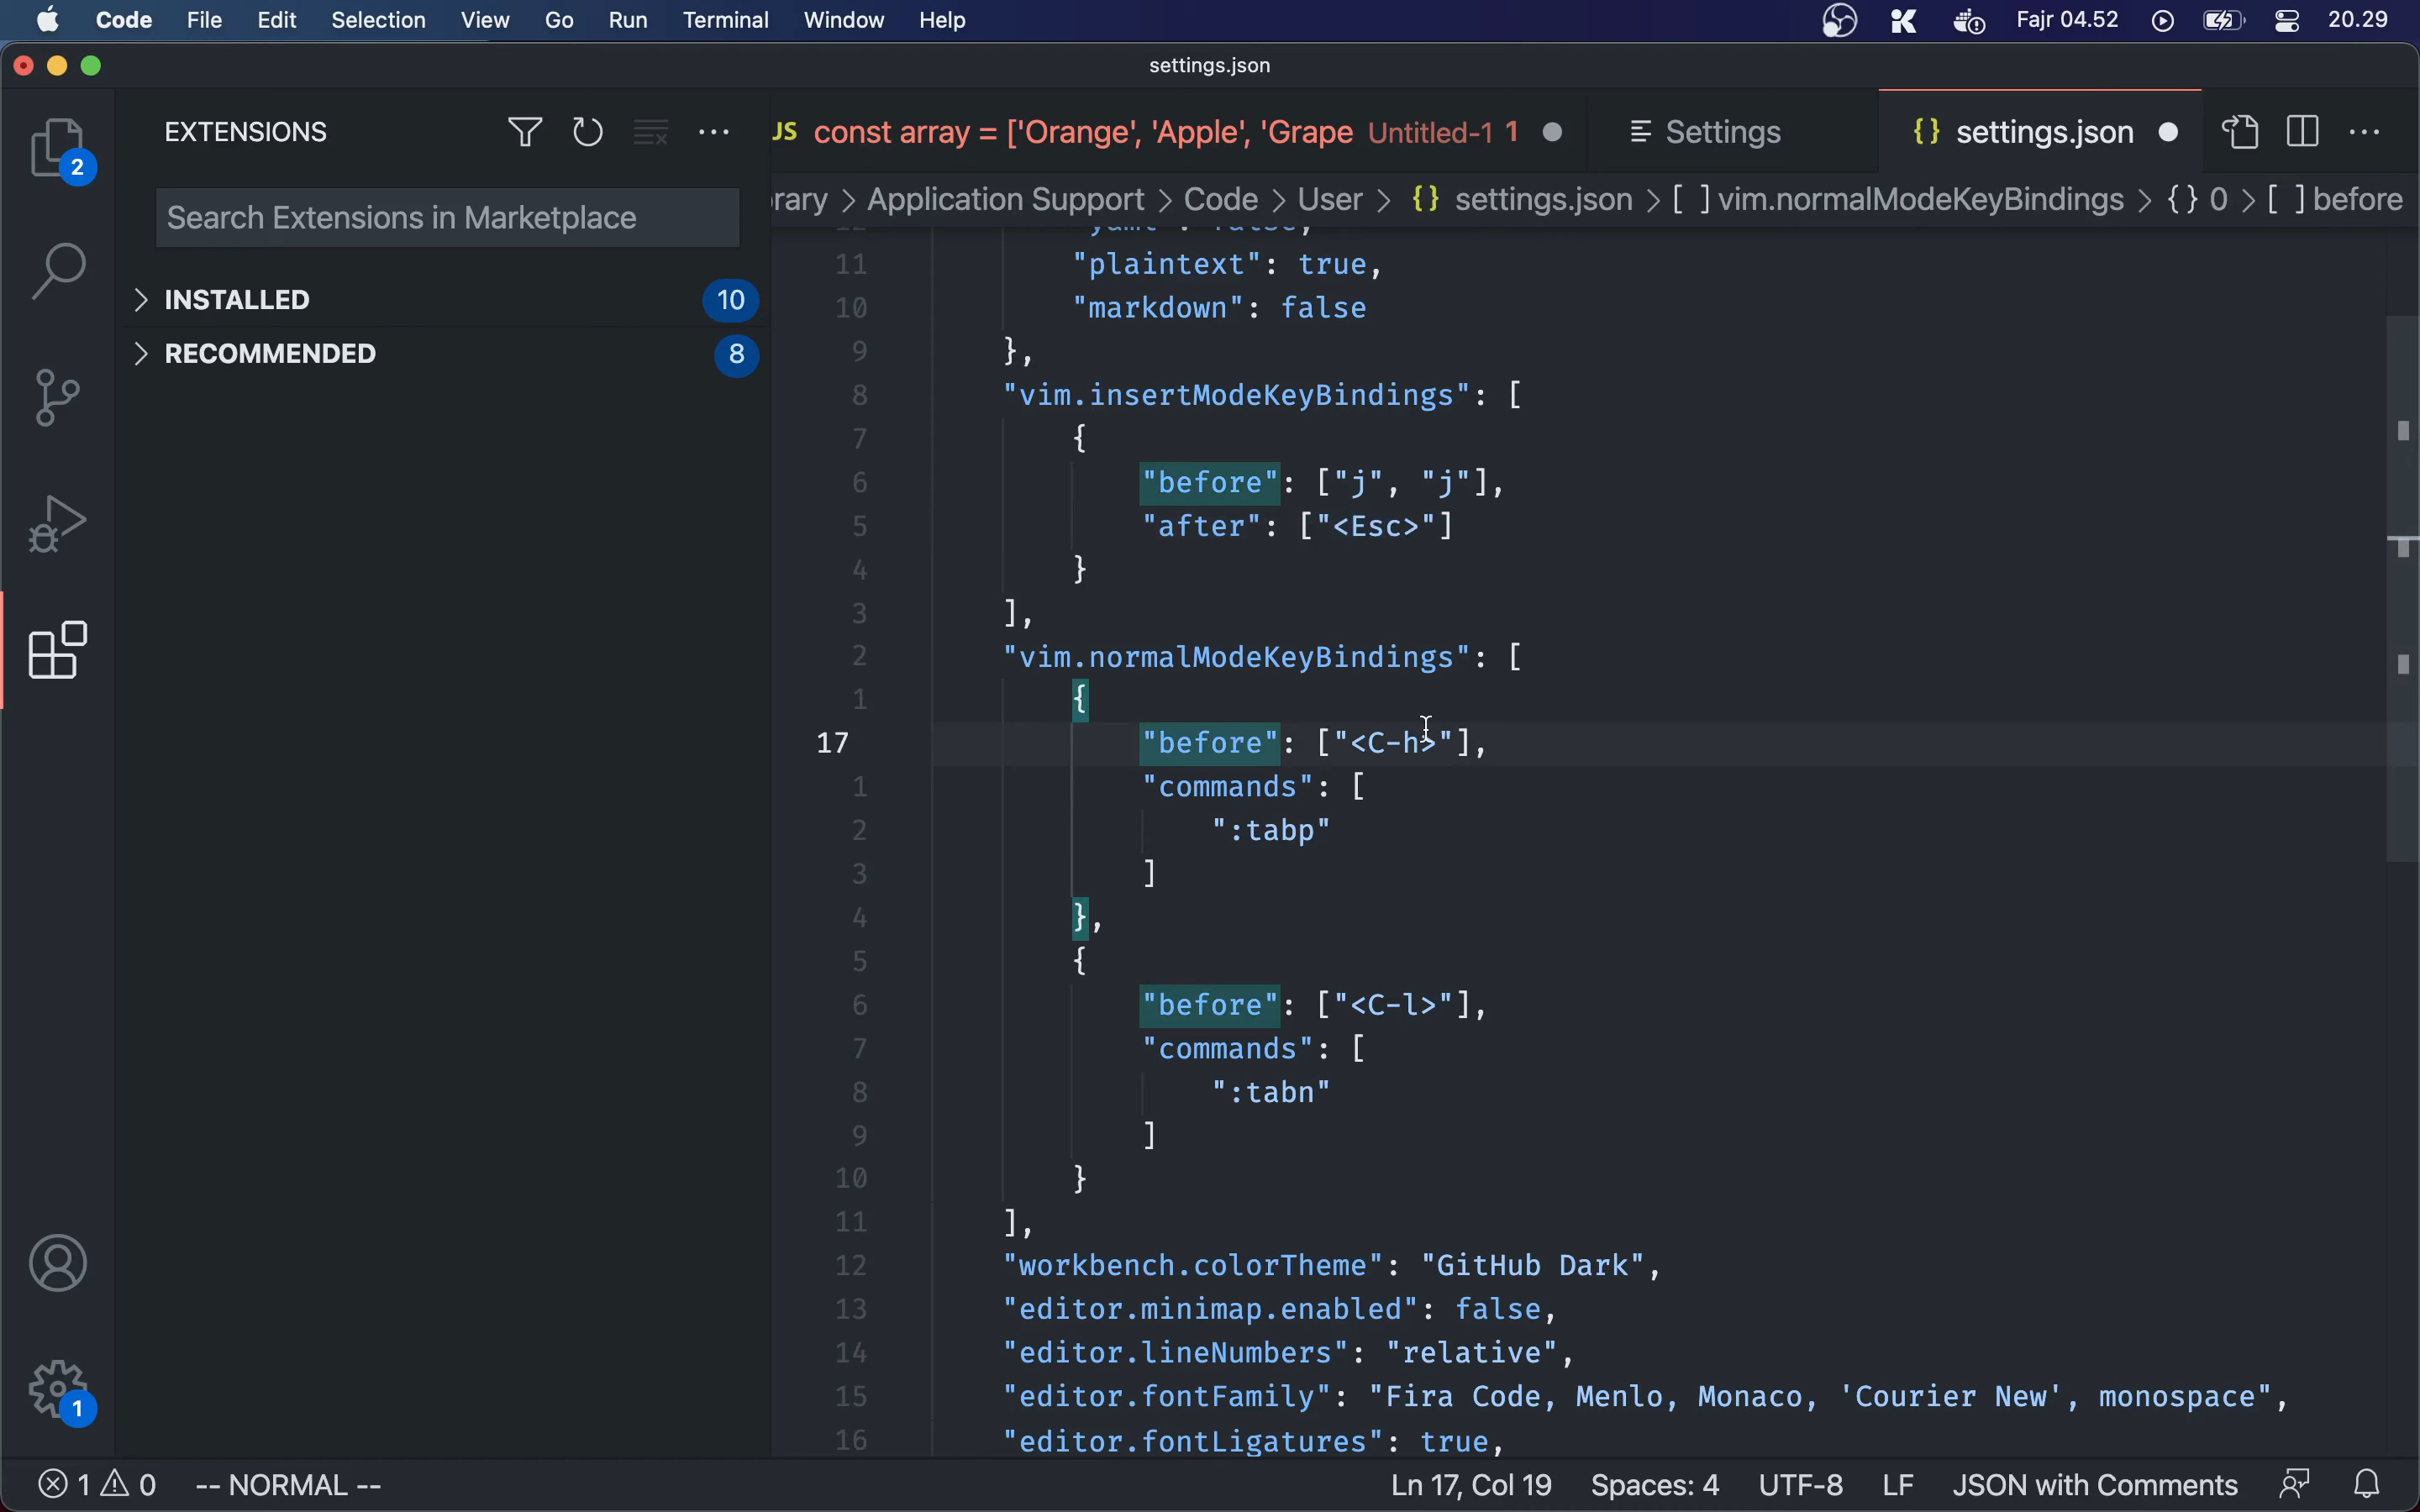 Code File Edit Selection View Go Run Terminal Window Help Fajr 04.52 20.29
settings.json
2
EXTENSIONS
Search Extensions in Marketplace
INSTALLED 10
RECOMMENDED 8
JS const array = ['Orange', 'Apple', 'Grape Untitled-1 1 Settings {} settings.json
rary > Application Support > Code > User > {} settings.json > [ ] vim.normalModeKeyBindings > {} 0 > [ ] before
11 "plaintext": true,
10 "markdown": false
9 },
8 "vim.insertModeKeyBindings": [
7 {
6 "before": ["j", "j"],
5 "after": ["<Esc>"]
4 }
3 ],
2 "vim.normalModeKeyBindings": [
1 {
17 "before": ["<C-h>"],
1 "commands": [
2 ":tabp"
3 ]
4 },
5 {
6 "before": ["<C-l>"],
7 "commands": [
8 ":tabn"
9 ]
10 }
11 ],
12 "workbench.colorTheme": "GitHub Dark",
13 "editor.minimap.enabled": false,
14 "editor.lineNumbers": "relative",
15 "editor.fontFamily": "Fira Code, Menlo, Monaco, 'Courier New', monospace",
16 "editor.fontLigatures": true,
1
1 0 -- NORMAL -- Ln 17, Col 19 Spaces: 4 UTF-8 LF JSON with Comments